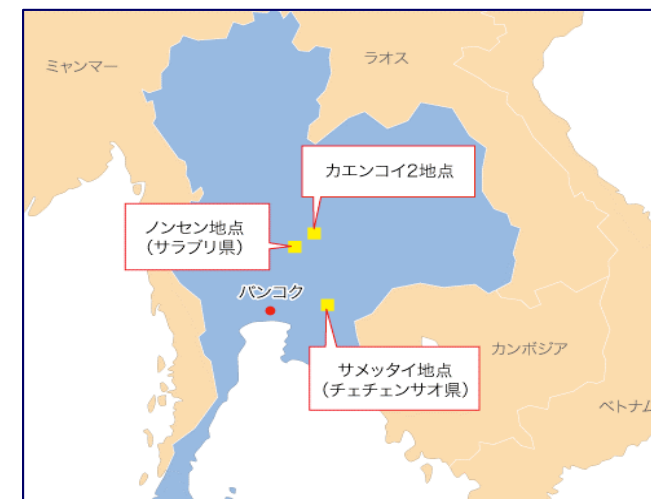 ミャンマー
ラオス
カエンコイ2地点
ノンセン地点
（サラブリ県）
バンコク
サメッタイ地点
（チェチェンサオ県）
カンボジア
ベトナム